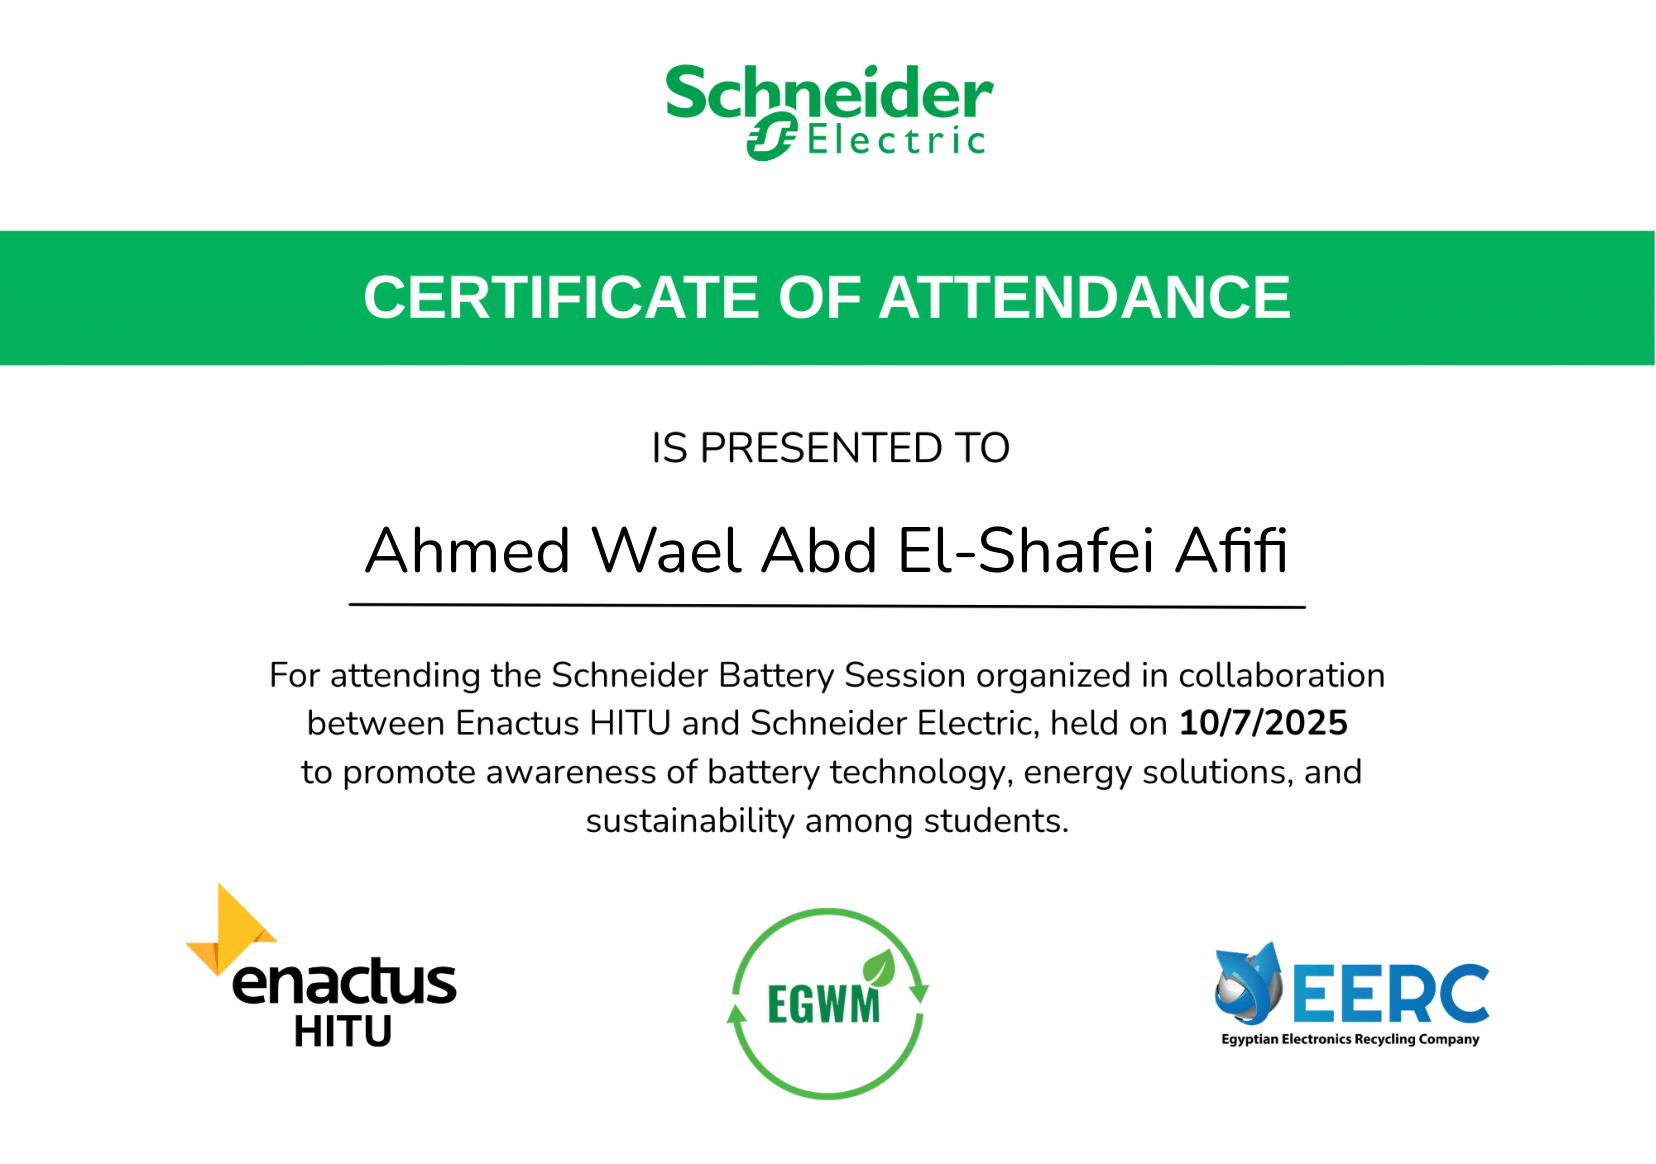 Schneider
Electric
CERTIFICATE OF ATTENDANCE
IS PRESENTED TO
Ahmed Wael Abd El-Shafei Afifi
For attending the Schneider Battery Session organized in collaboration
between Enactus HITU and Schneider Electric, held on 10/7/2025
to promote awareness of battery technology, energy solutions, and
sustainability among students.
enactus
HITU
EGWM
EERC
Egyptian Electronics Recycling Company